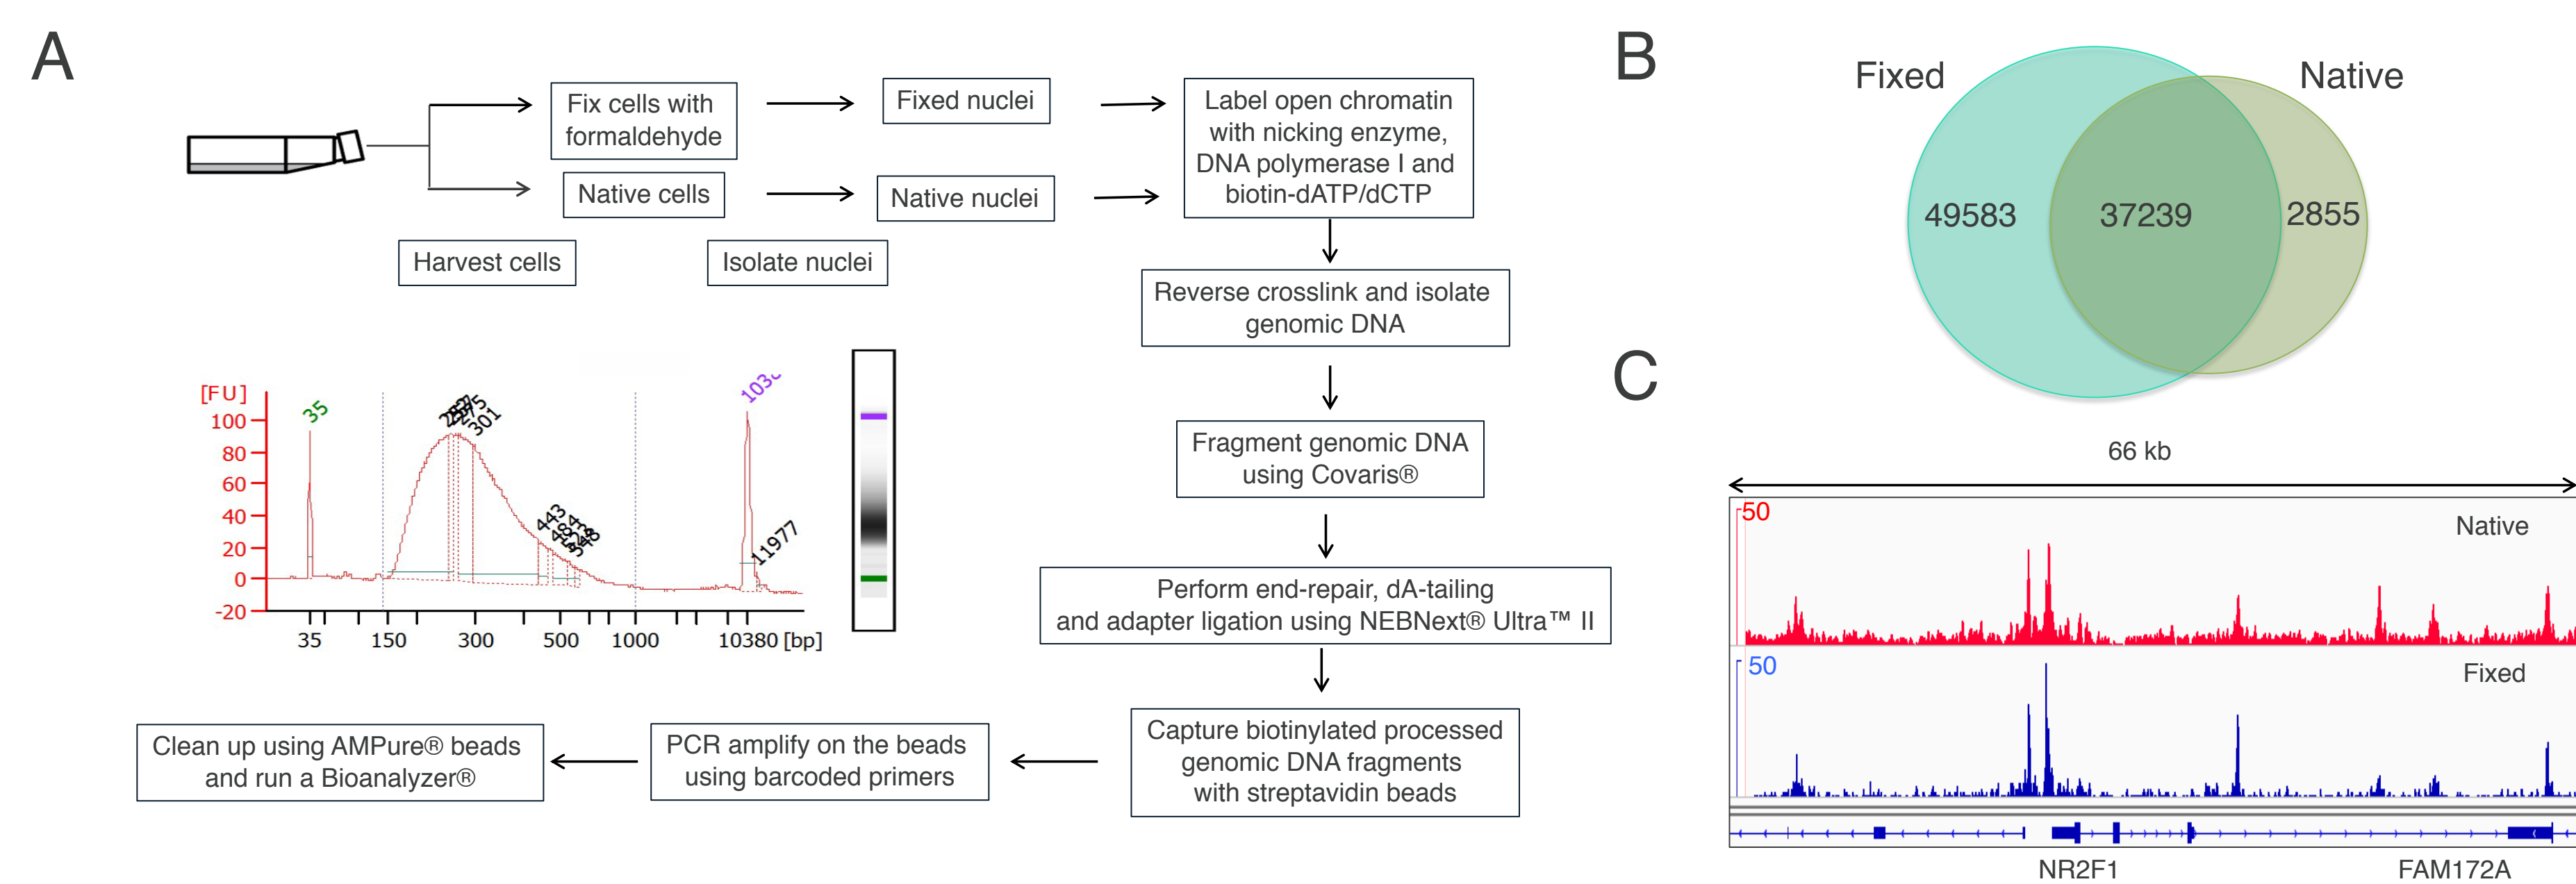 A
Fix cells with
formaldehyde
Fixed nuclei
Label open chromatin
with nicking enzyme,
DNA polymerase I and
biotin-dATP/dCTP
Native cells
Native nuclei
Harvest cells
Isolate nuclei
Reverse crosslink and isolate
genomic DNA
Fragment genomic DNA
using Covaris®
Perform end-repair, dA-tailing
and adapter ligation using NEBNext® Ultra™ II
Capture biotinylated processed
genomic DNA fragments
with streptavidin beads
PCR amplify on the beads
using barcoded primers
Clean up using AMPure® beads
and run a Bioanalyzer®
[FU]
100
80
60
40
20
0
-20
35
301
443
484
548
11977
35
150
300
500
1000
10380 [bp]
B
Fixed
Native
49583
37239
2855
C
66 kb
50
Native
50
Fixed
NR2F1
FAM172A